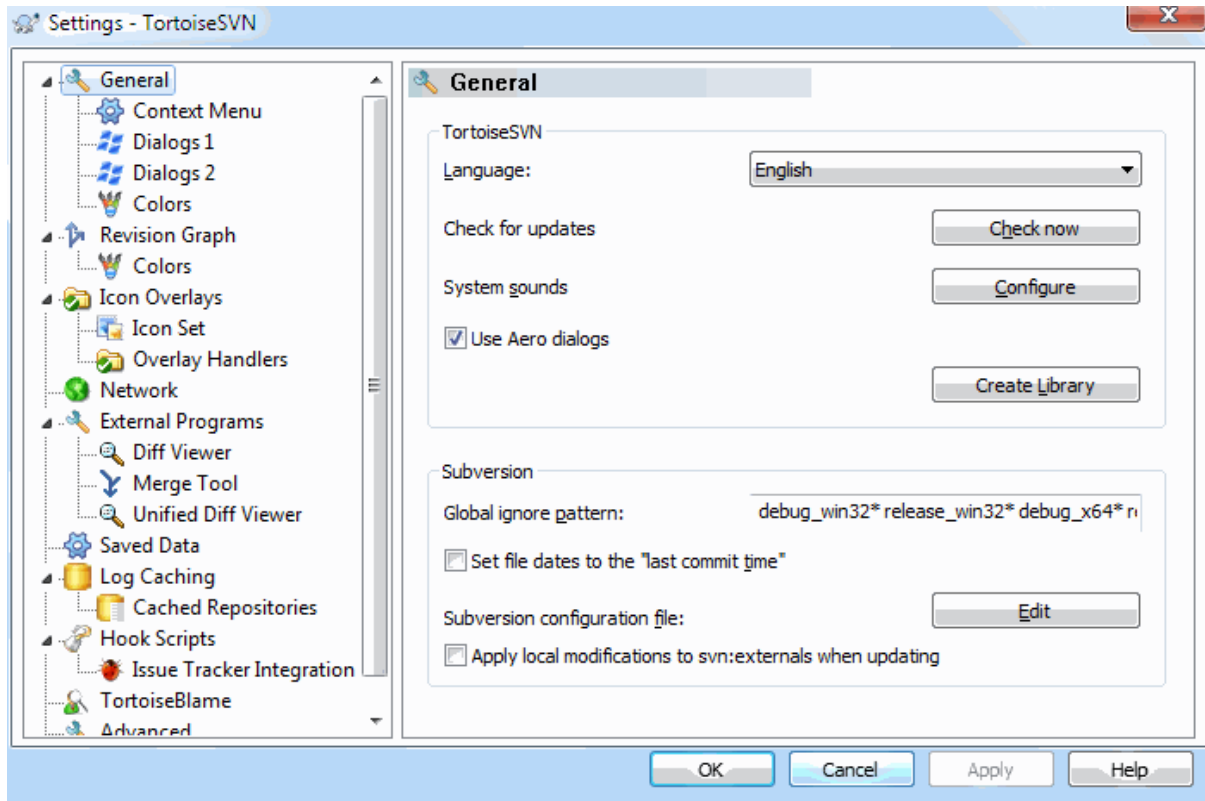 Settings - TortoiseSVN
General
Context Menu
Dialogs 1
Dialogs 2
Colors
Revision Graph
Colors
Icon Overlays
Icon Set
Overlay Handlers
Network
External Programs
Diff Viewer
Merge Tool
Unified Diff Viewer
Saved Data
Log Caching
Cached Repositories
Hook Scripts
Issue Tracker Integration
TortoiseBlame
Advanced
General
TortoiseSVN
Language: English
Check for updates Check now
System sounds Configure
Use Aero dialogs
Create Library
Subversion
Global ignore pattern: debug_win32* release_win32* debug_x64*
Set file dates to the "last commit time"
Subversion configuration file: Edit
Apply local modifications to svn:externals when updating
OK Cancel Apply Help